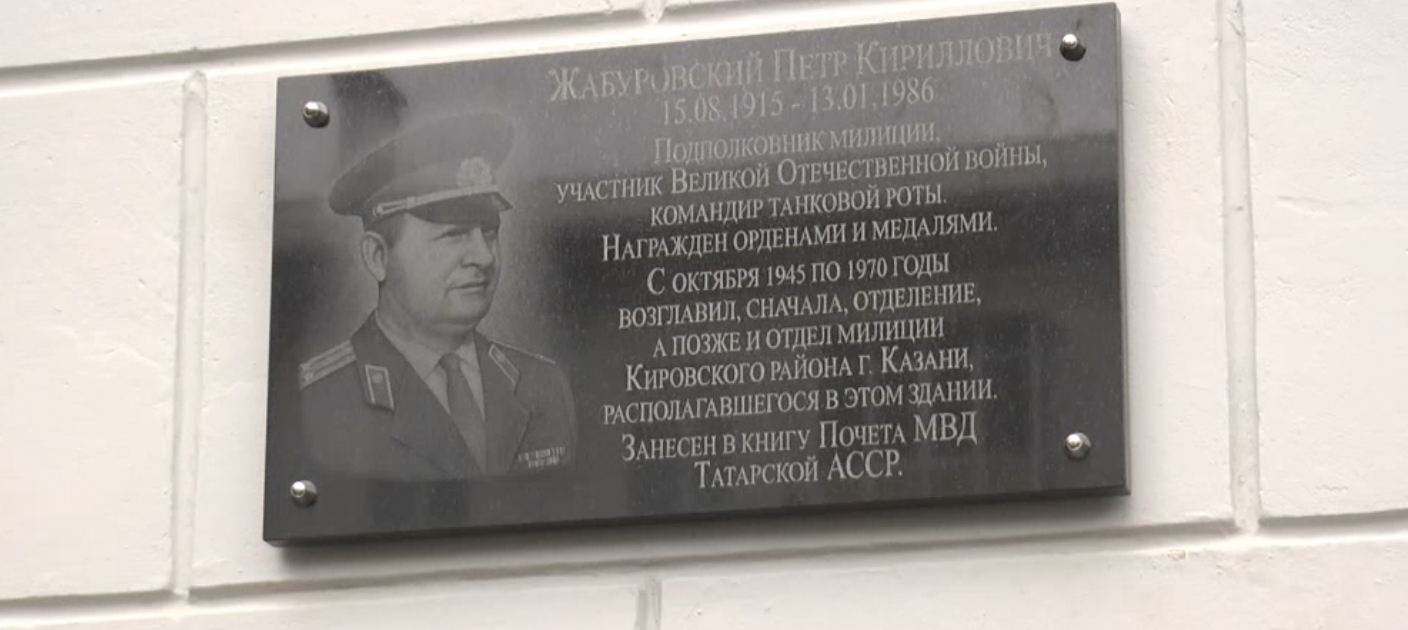 Жабуровский Петр Кириллович
15.08.1915 - 13.01.1986
Подполковник милиции,
участник Великой Отечественной войны,
командир танковой роты.
Награжден орденами и медалями.
С октября 1945 по 1970 годы
возглавил, сначала, отделение,
а позже и отдел милиции
Кировского района г. Казани,
располагавшегося в этом здании.
Занесен в книгу Почета МВД
Татарской АССР.